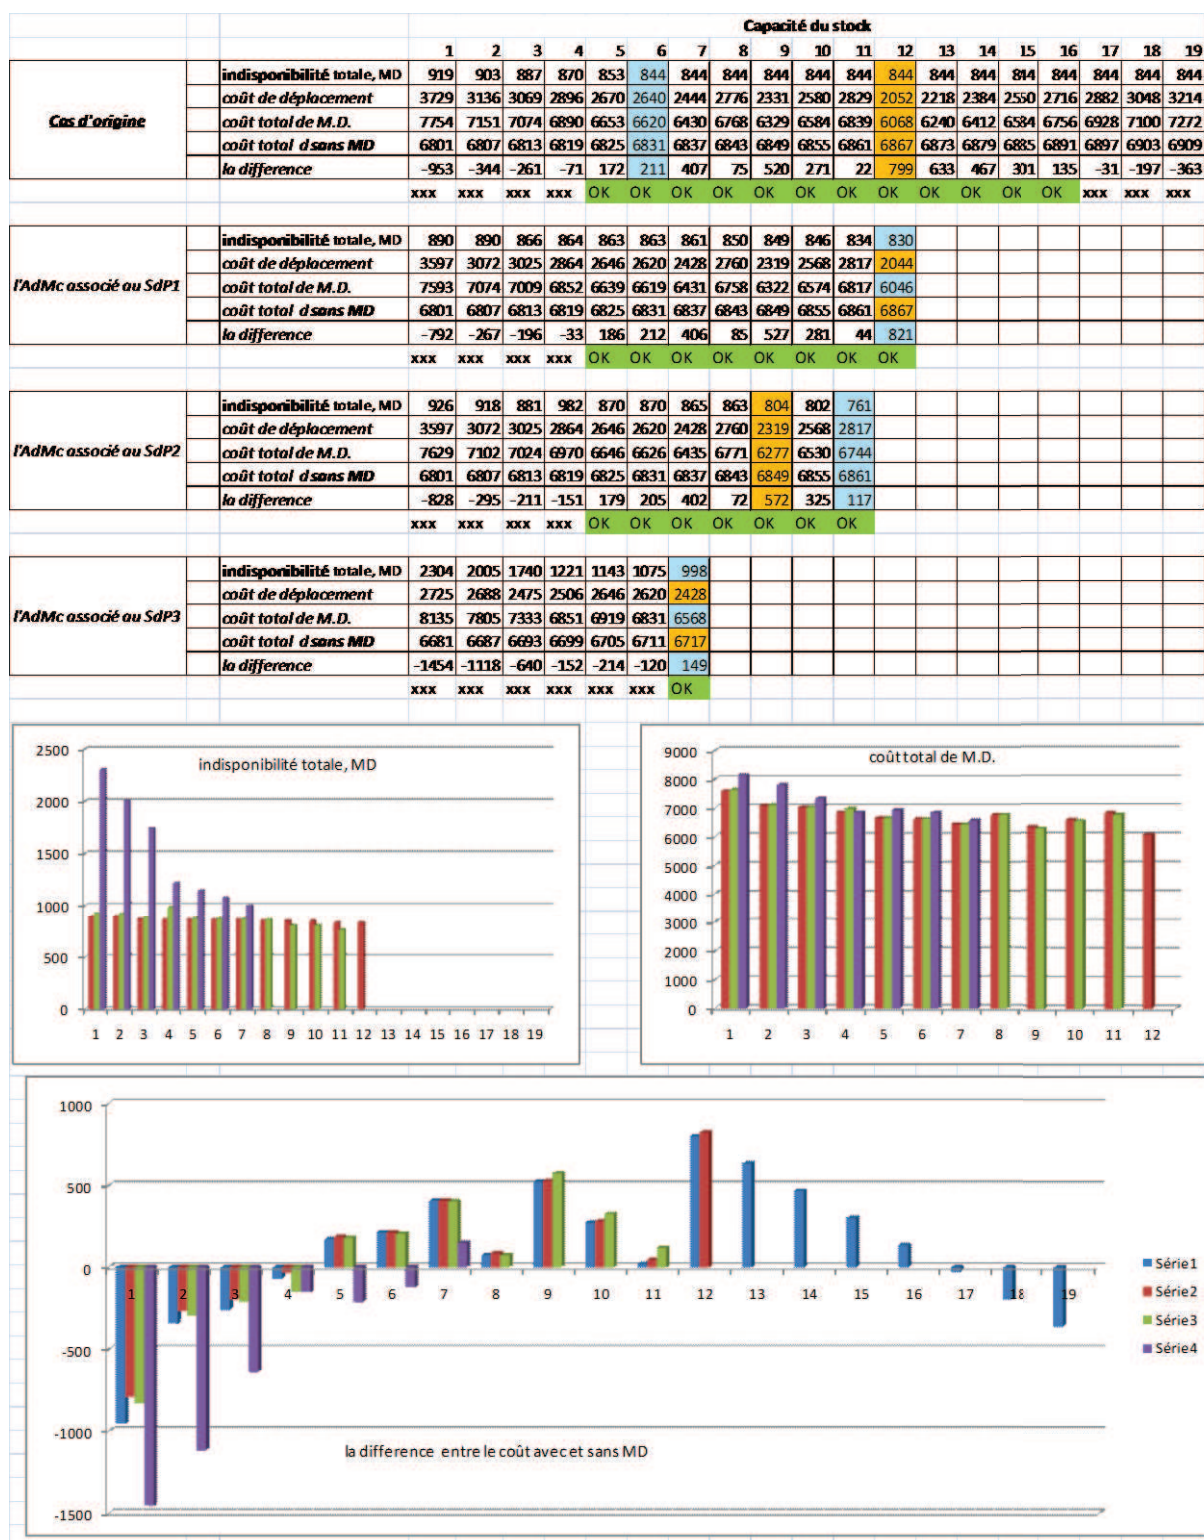 Capacité du stock
1 2 3 4 5 6 7 8 9 10 11 12 13 14 15 16 17 18 19
Cas d'origine
indisponibilité totale, MD 919 903 887 870 853 844 844 844 844 844 844 844 844 844 814 844 844 844 844
coût de déplacement 3729 3136 3069 2896 2670 2640 2444 2776 2331 2580 2829 2052 2218 2384 2550 2716 2882 3048 3214
coût total de M.D. 7754 7151 7074 6890 6653 6620 6430 6768 6329 6584 6839 6068 6240 6412 6584 6756 6928 7100 7272
coût total d sans MD 6801 6807 6813 6819 6825 6831 6837 6843 6849 6855 6861 6867 6873 6879 6885 6891 6897 6903 6909
la difference -953 -344 -261 -71 172 211 407 75 520 271 22 799 633 467 301 135 -31 -197 -363
xxx xxx xxx xxx OK OK OK OK OK OK OK OK OK OK OK OK xxx xxx xxx
l'AdMc associé au SdP1
indisponibilité totale, MD 890 890 866 864 863 863 861 850 849 846 834 830
coût de déplacement 3597 3072 3025 2864 2646 2620 2428 2760 2319 2568 2817 2044
coût total de M.D. 7593 7074 7009 6852 6639 6619 6431 6758 6322 6574 6817 6046
coût total d sans MD 6801 6807 6813 6819 6825 6831 6837 6843 6849 6855 6861 6867
la difference -792 -267 -196 -33 186 212 406 85 527 281 44 821
xxx xxx xxx xxx OK OK OK OK OK OK OK OK
l'AdMc associé au SdP2
indisponibilité totale, MD 926 918 881 982 870 870 865 863 804 802 761
coût de déplacement 3597 3072 3025 2864 2646 2620 2428 2760 2319 2568 2817
coût total de M.D. 7629 7102 7024 6970 6646 6626 6435 6771 6277 6530 6744
coût total d sans MD 6801 6807 6813 6819 6825 6831 6837 6843 6849 6855 6861
la difference -828 -295 -211 -151 179 205 402 72 572 325 117
xxx xxx xxx xxx OK OK OK OK OK OK OK
l'AdMc associé au SdP3
indisponibilité totale, MD 2304 2005 1740 1221 1143 1075 998
coût de déplacement 2725 2688 2475 2506 2646 2620 2428
coût total de M.D. 8135 7805 7333 6851 6919 6831 6568
coût total d sans MD 6681 6687 6693 6699 6705 6711 6717
la difference -1454 -1118 -640 -152 -214 -120 149
xxx xxx xxx xxx xxx xxx OK
indisponibilité totale, MD
2500
2000
1500
1000
500
0
1 2 3 4 5 6 7 8 9 10 11 12 13 14 15 16 17 18 19
coût total de M.D.
9000
8000
7000
6000
5000
4000
3000
2000
1000
0
1 2 3 4 5 6 7 8 9 10 11 12
1000
500
0
-500
-1000
-1500
1 2 3 4 5 6 7 8 9 10 11 12 13 14 15 16 17 18 19
la difference entre le coût avec et sans MD
Série1
Série2
Série3
Série4